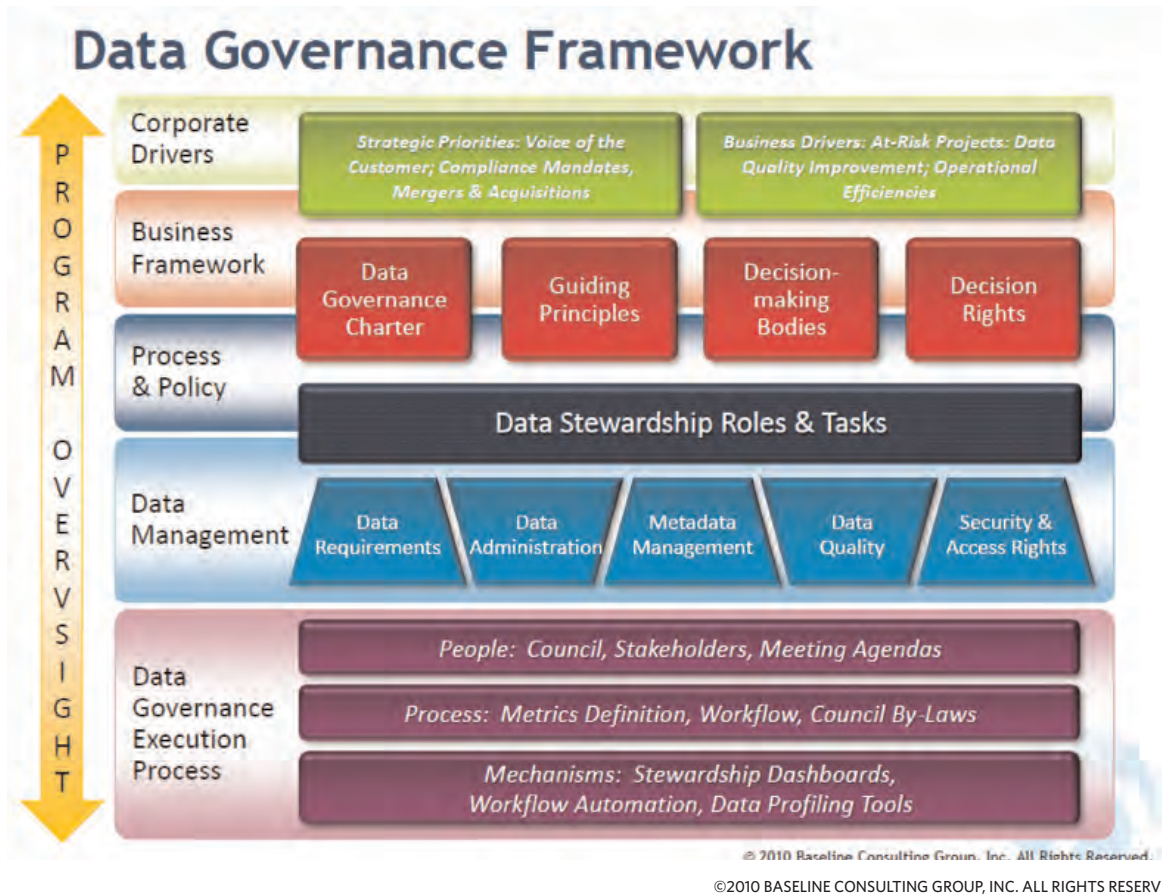 Data Governance Framework
PROGRAM OVERVSIGHT
Corporate
Drivers
Strategic Priorities: Voice of the
Customer; Compliance Mandates,
Mergers & Acquisitions
Business Drivers: At-Risk Projects: Data
Quality Improvement; Operational
Efficiencies
Business
Framework
Data
Governance
Charter
Guiding
Principles
Decision-
making
Bodies
Decision
Rights
Process
& Policy
Data Stewardship Roles & Tasks
Data
Management
Data
Requirements
Data
Administration
Metadata
Management
Data
Quality
Security &
Access Rights
Data
Governance
Execution
Process
People: Council, Stakeholders, Meeting Agendas
Process: Metrics Definition, Workflow, Council By-Laws
Mechanisms: Stewardship Dashboards,
Workflow Automation, Data Profiling Tools
© 2010 Baseline Consulting Group, Inc. All Rights Reserved.
©2010 BASELINE CONSULTING GROUP, INC. ALL RIGHTS RESERV